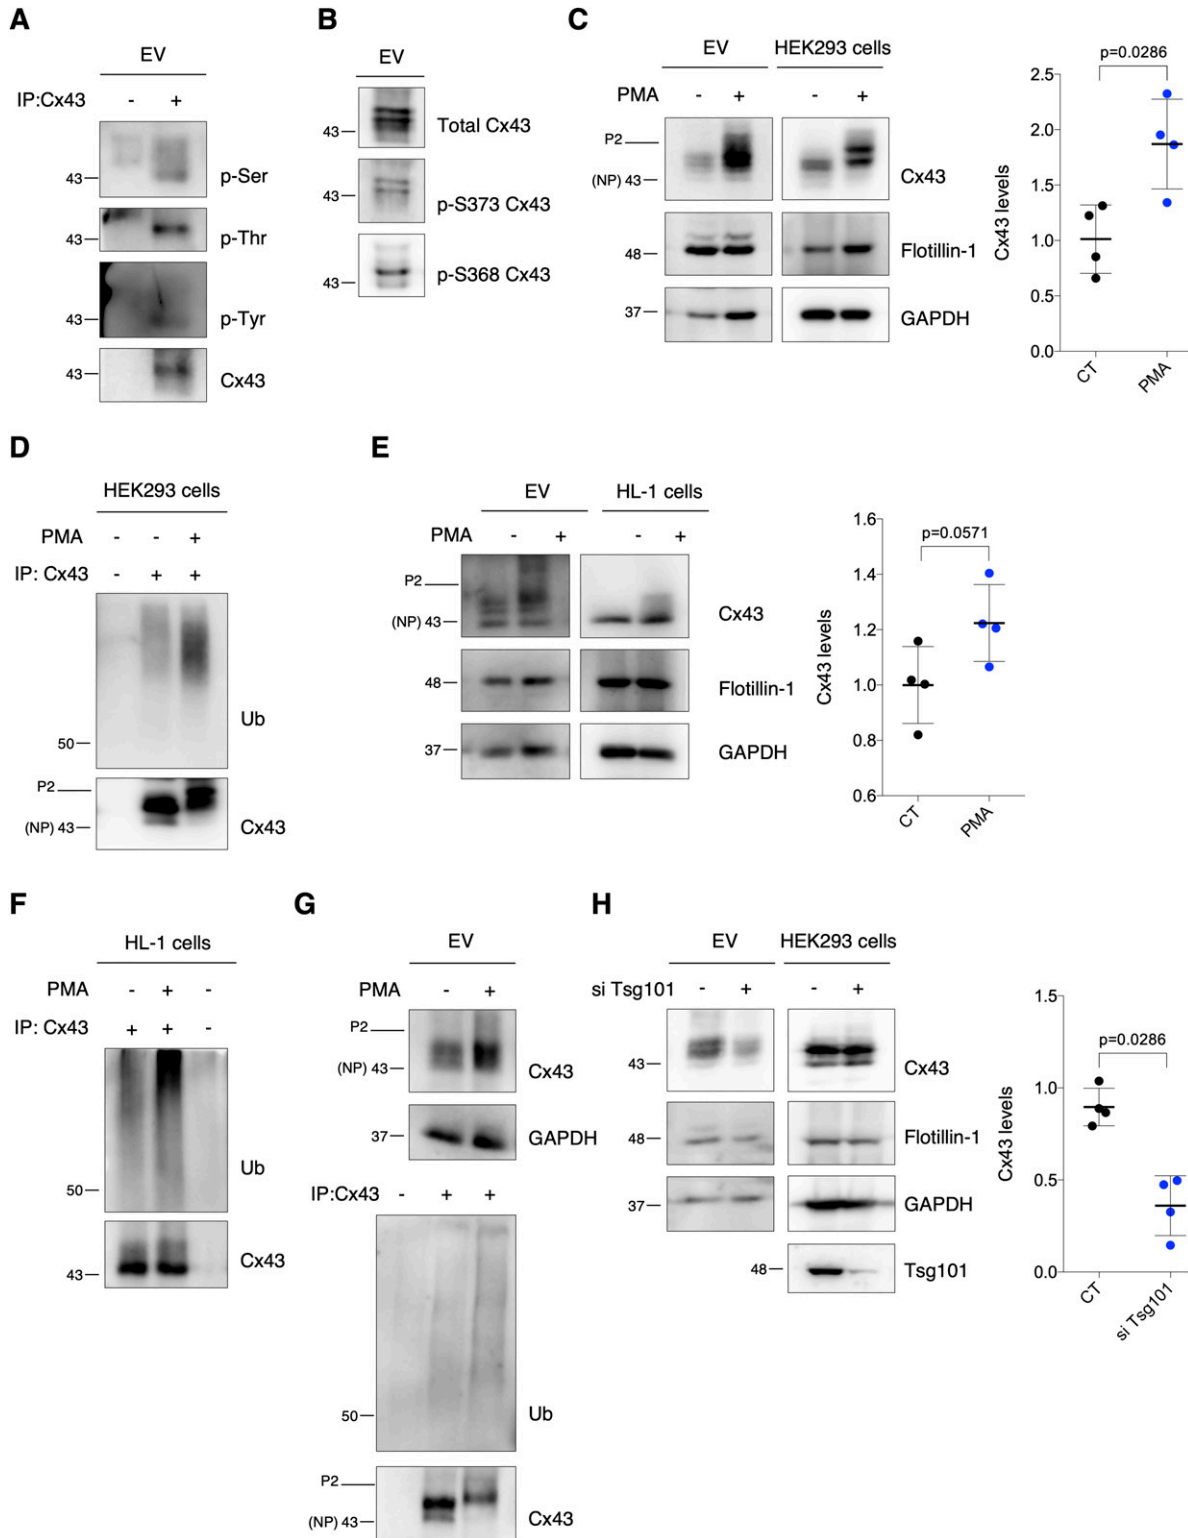 A
EV
IP:Cx43 - +
43 p-Ser
43 p-Thr
43 p-Tyr
43 Cx43
B
EV
43 Total Cx43
p-S373 Cx43
43 p-S368 Cx43
C
EV HEK293 cells
PMA - + - +
P2
(NP) 43 Cx43
48 Flotillin-1
37 GAPDH
p=0.0286
2.5
2.0
1.5
1.0
0.5
0.0
Cx43 levels
CT PMA
D
HEK293 cells
PMA - - +
IP: Cx43 - + +
Ub
50
P2
(NP) 43 Cx43
E
EV HL-1 cells
PMA - + - +
P2
(NP) 43 Cx43
48 Flotillin-1
37 GAPDH
p=0.0571
1.6
1.4
1.2
1.0
0.8
0.6
Cx43 levels
CT PMA
F
HL-1 cells
PMA - + -
IP: Cx43 + + -
Ub
50
43 Cx43
G
EV
PMA - +
P2
(NP) 43 Cx43
37 GAPDH
IP:Cx43 - + +
50 Ub
P2
(NP) 43 Cx43
H
EV HEK293 cells
si Tsg101 - + - +
43 Cx43
48 Flotillin-1
37 GAPDH
48 Tsg101
p=0.0286
1.5
1.0
0.5
0.0
Cx43 levels
CT si Tsg101